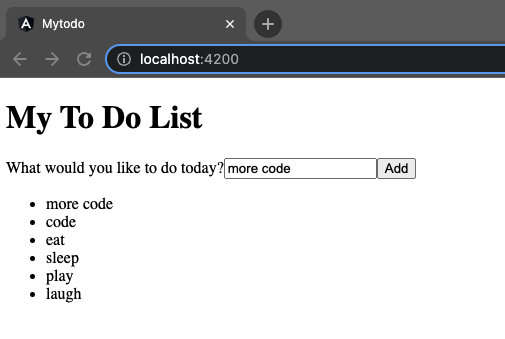 Mytodo
localhost:4200
My To Do List
What would you like to do today? more code Add
more code
code
eat
sleep
play
laugh